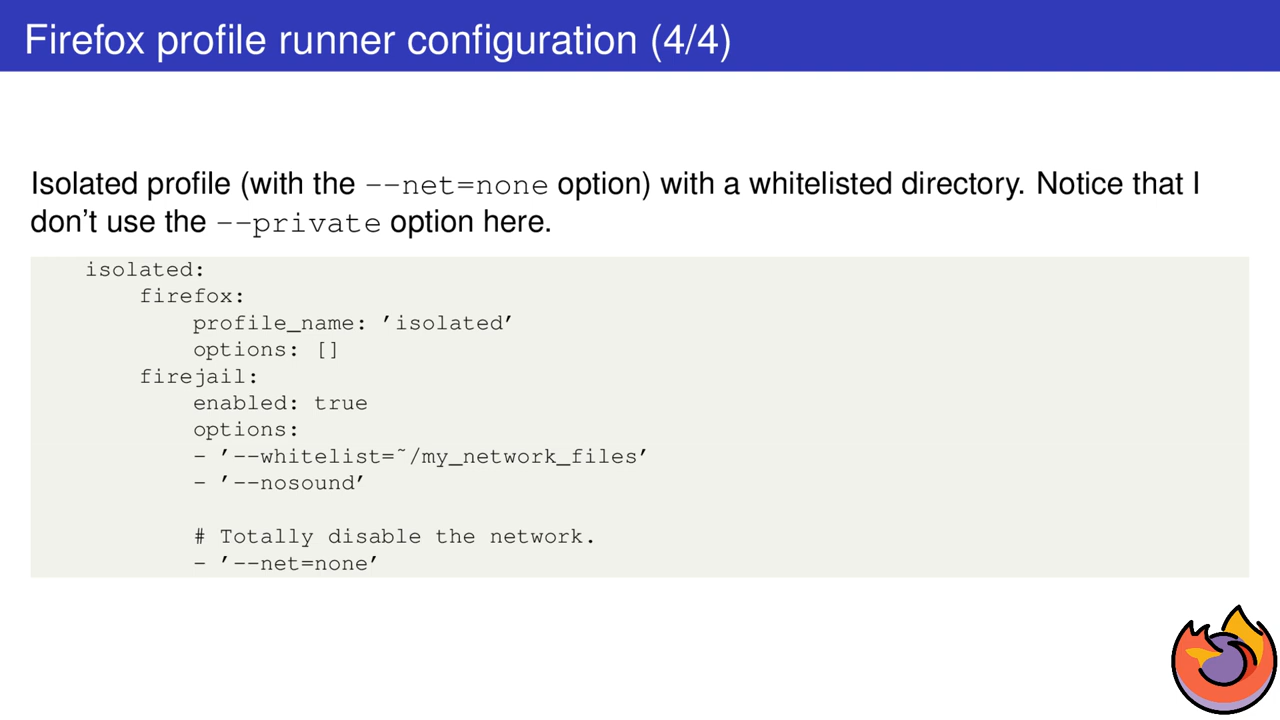 Firefox profile runner configuration (4/4)
Isolated profile (with the --net=none option) with a whitelisted directory. Notice that I
don't use the --private option here.
isolated:
    firefox:
        profile_name: ’isolated’
        options: []
    firejail:
        enabled: true
        options:
        - ’--whitelist=˜/my_network_files’
        - ’--nosound’

        # Totally disable the network.
        - ’--net=none’